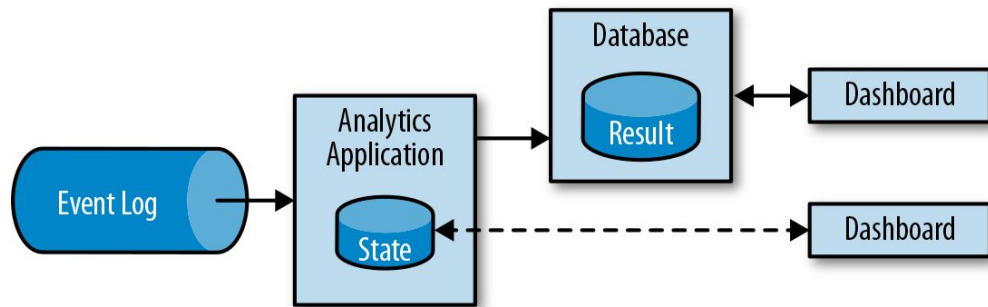 Event Log
Analytics
Application
State
Database
Result
Dashboard
Dashboard